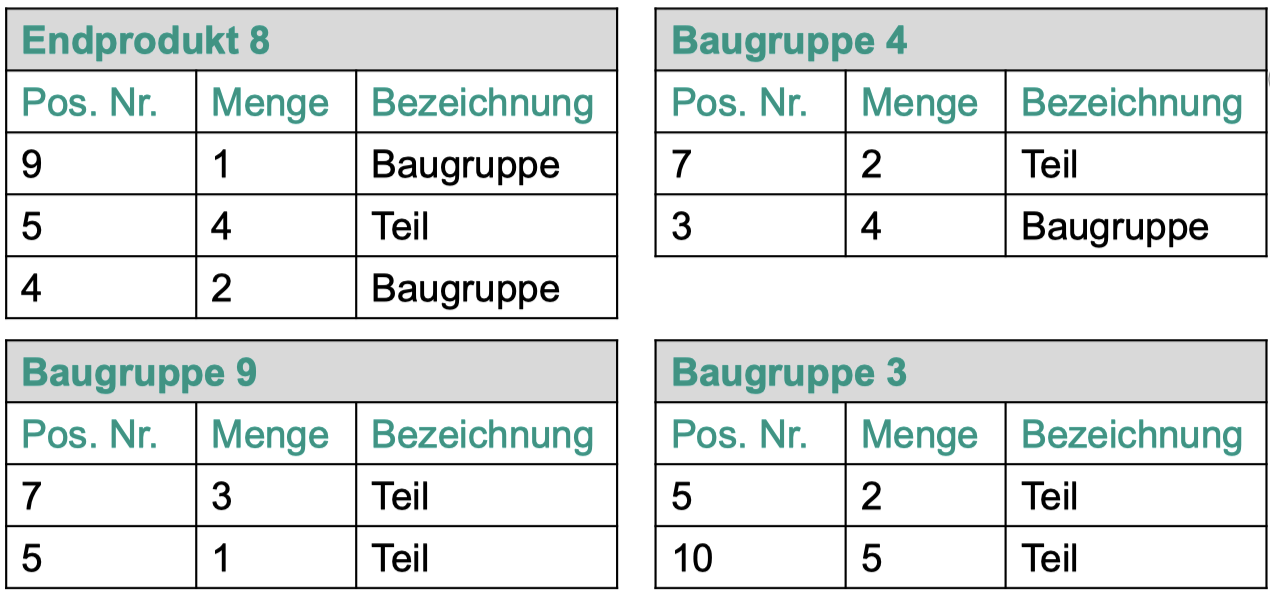 Endprodukt 8
Pos. Nr. Menge Bezeichnung
9 1 Baugruppe
5 4 Teil
4 2 Baugruppe
Baugruppe 4
Pos. Nr. Menge Bezeichnung
7 2 Teil
3 4 Baugruppe
Baugruppe 9
Pos. Nr. Menge Bezeichnung
7 3 Teil
5 1 Teil
Baugruppe 3
Pos. Nr. Menge Bezeichnung
5 2 Teil
10 5 Teil